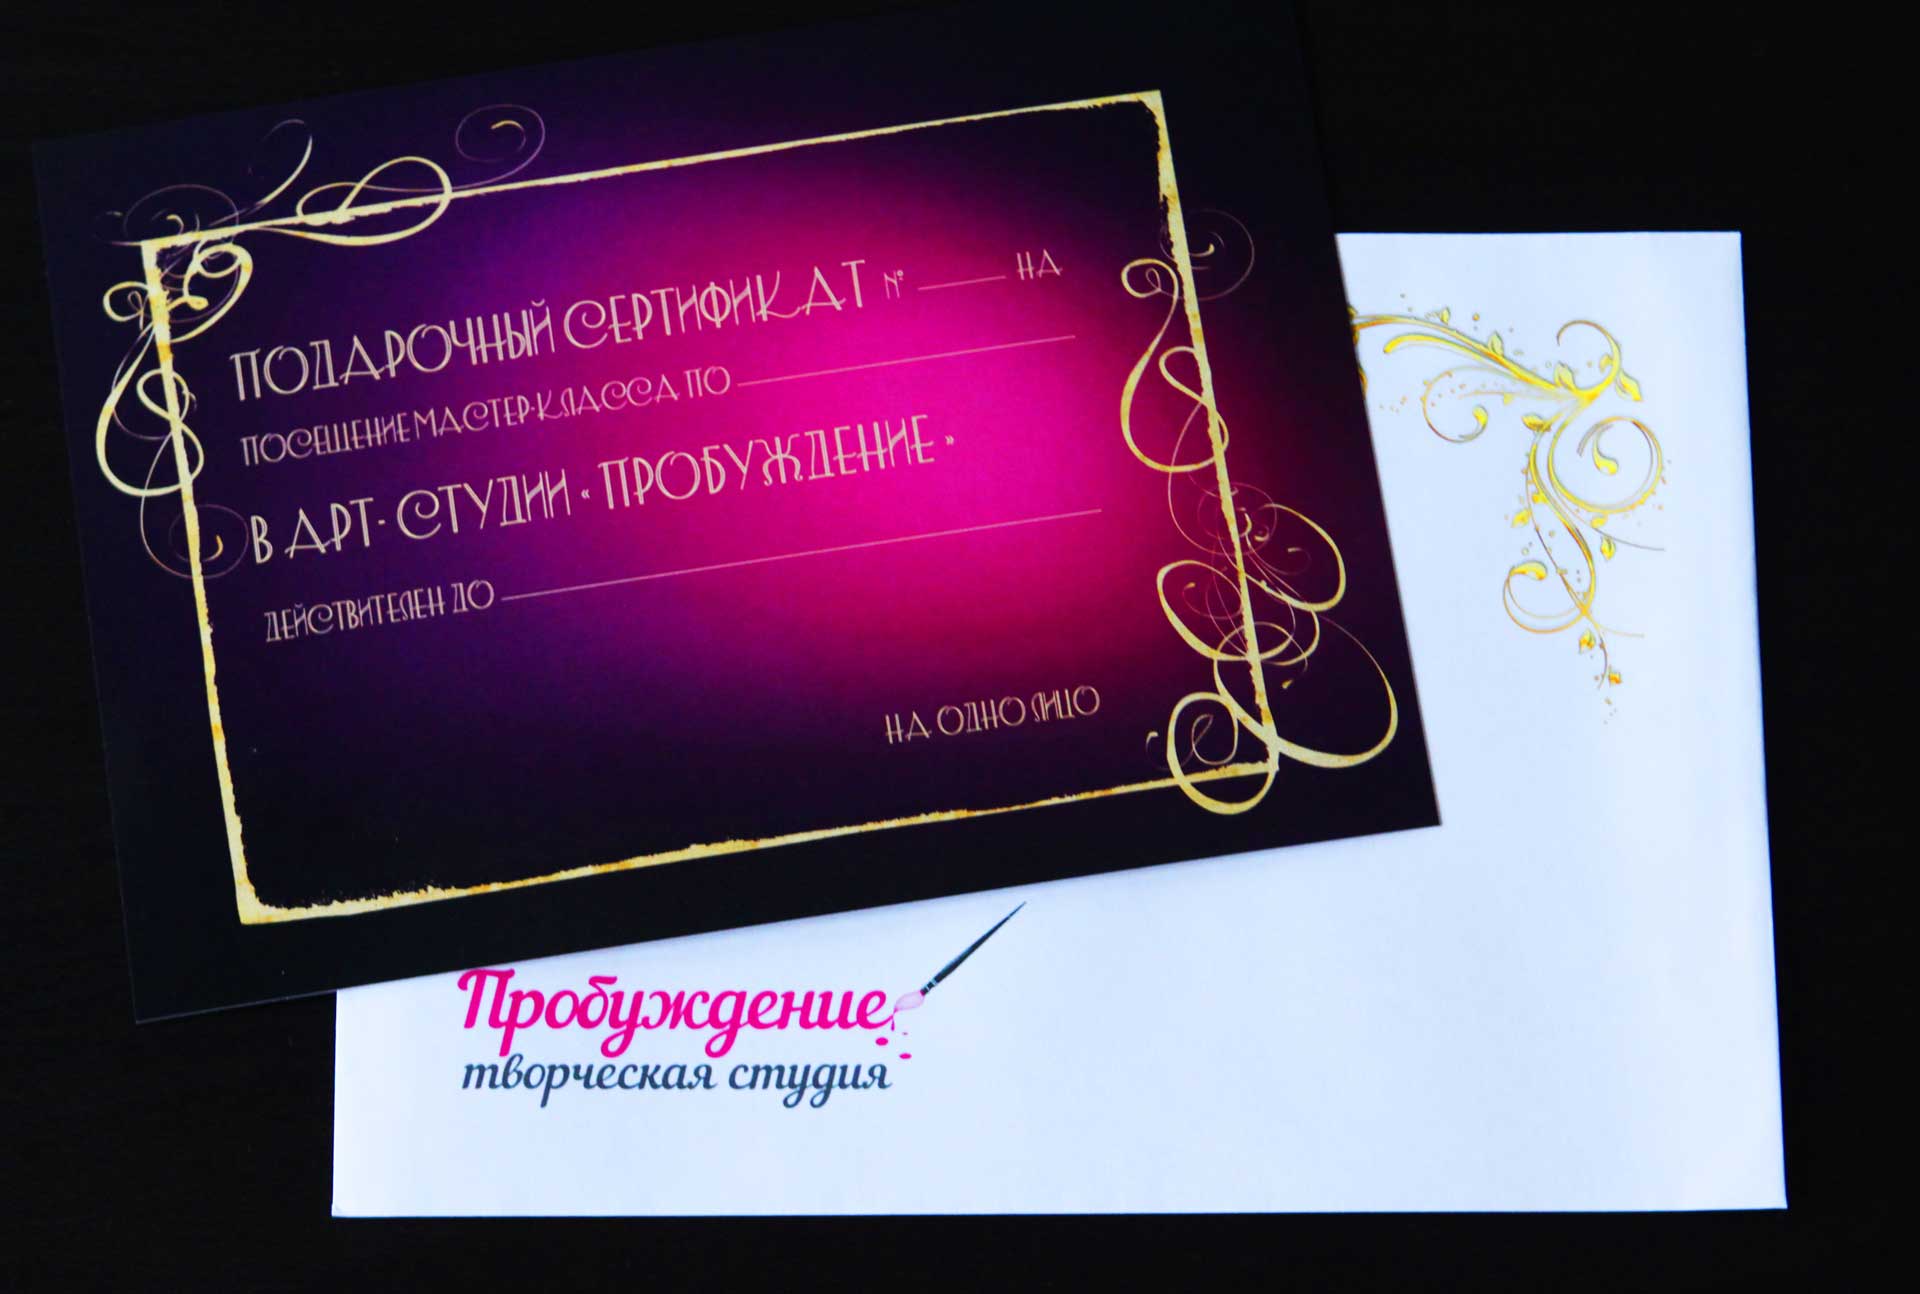 ПОДАРОЧНЫЙ СЕРТИФИКАТ № ______ НА
ПОСЕЩЕНИЕ МАСТЕР-КЛАССА ПО ______
В АРТ- СТУДИИ « ПРОБУЖДЕНИЕ »
ДЕЙСТВИТЕЛЕН ДО ______
НА ОДНО ЛИЦО
Пробуждение
творческая студия